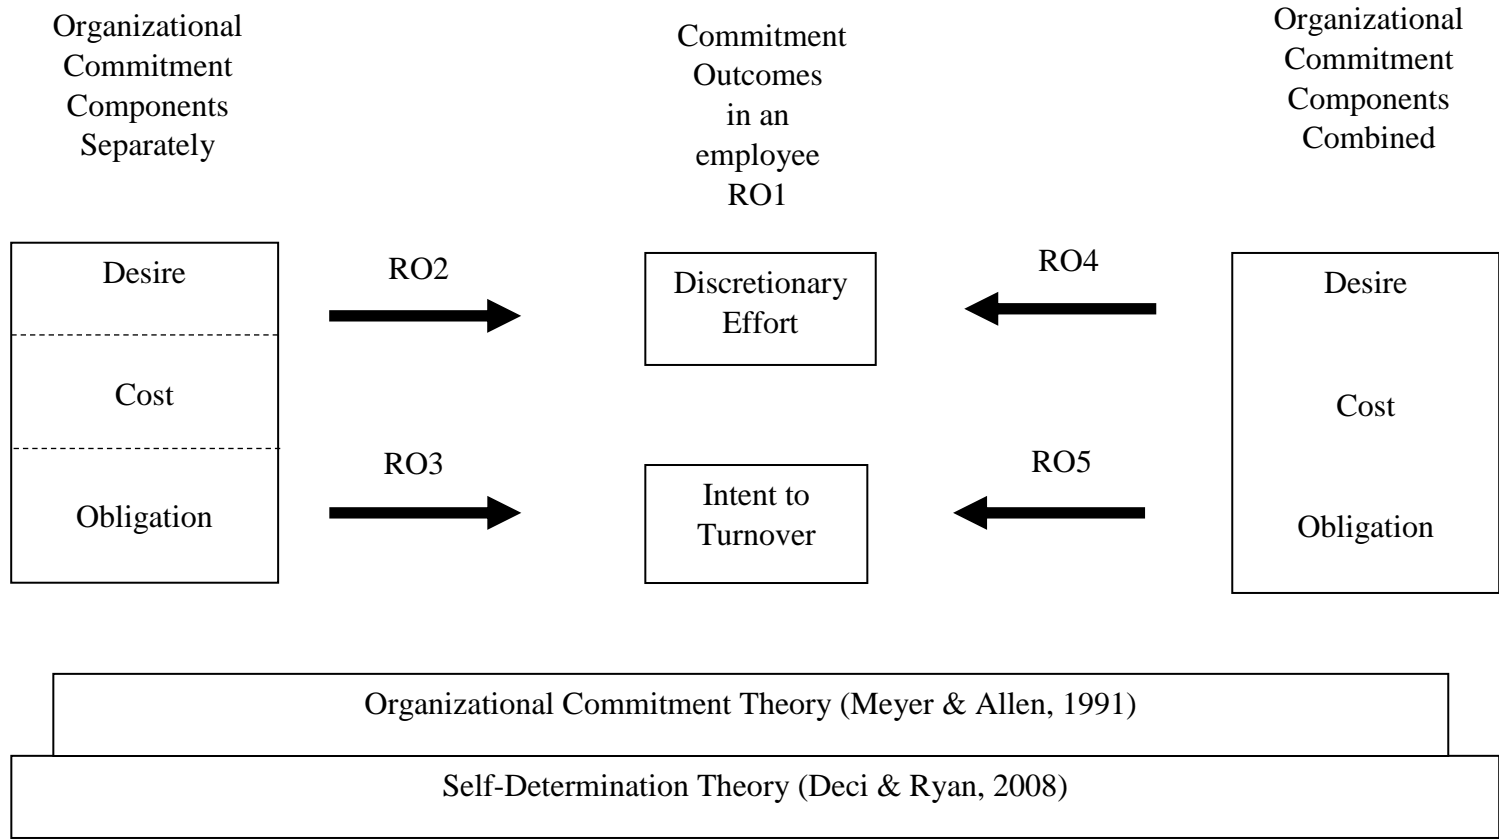 Organizational
Commitment
Components
Separately
Commitment
Outcomes
in an
employee
RO1
Organizational
Commitment
Components
Combined
Desire
Cost
Obligation
RO2
RO3
Discretionary
Effort
Intent to
Turnover
RO4
RO5
Desire
Cost
Obligation
Organizational Commitment Theory (Meyer & Allen, 1991)
Self-Determination Theory (Deci & Ryan, 2008)